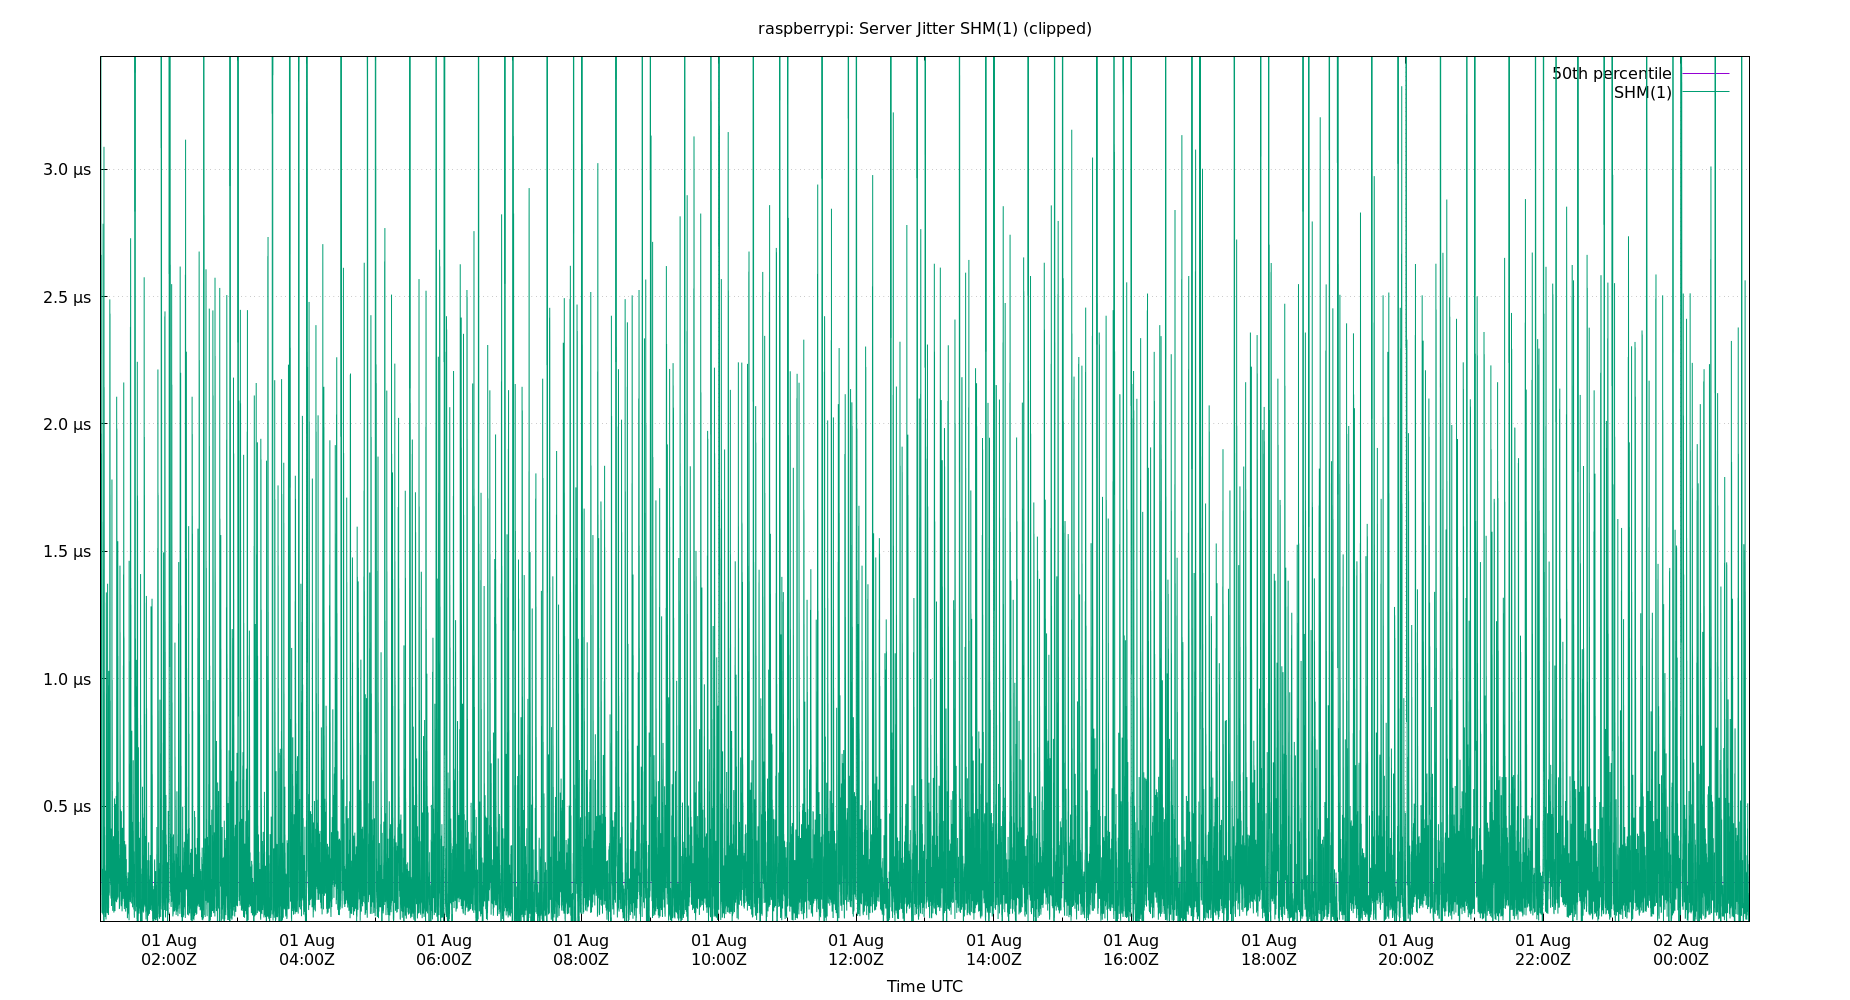 raspberrypi: Server Jitter SHM(1) (clipped)
50th percentile
SHM(1)
3.0 µs
2.5 µs
2.0 µs
1.5 µs
1.0 µs
0.5 µs
01 Aug 01 Aug 01 Aug 01 Aug 01 Aug 01 Aug 01 Aug 01 Aug 01 Aug 01 Aug 01 Aug 02 Aug
02:00Z 04:00Z 06:00Z 08:00Z 10:00Z 12:00Z 14:00Z 16:00Z 18:00Z 20:00Z 22:00Z 00:00Z
Time UTC